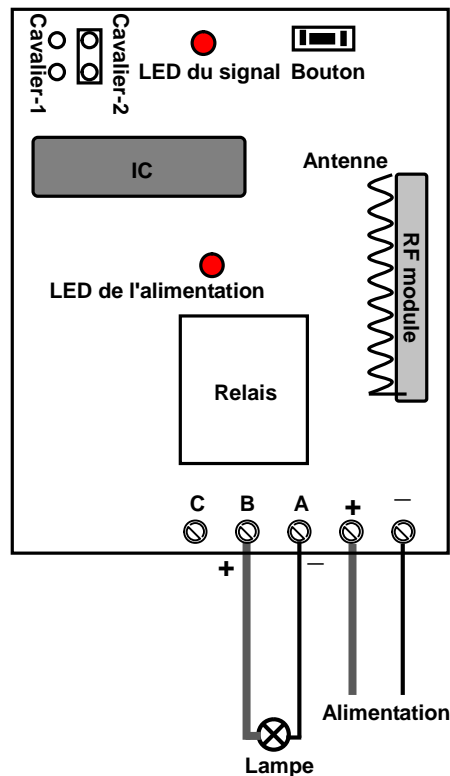 Cavalier-1
Cavalier-2
LED du signal
Bouton
IC
Antenne
RF module
LED de l'alimentation
Relais
C B A + −
+ −
Alimentation
Lampe